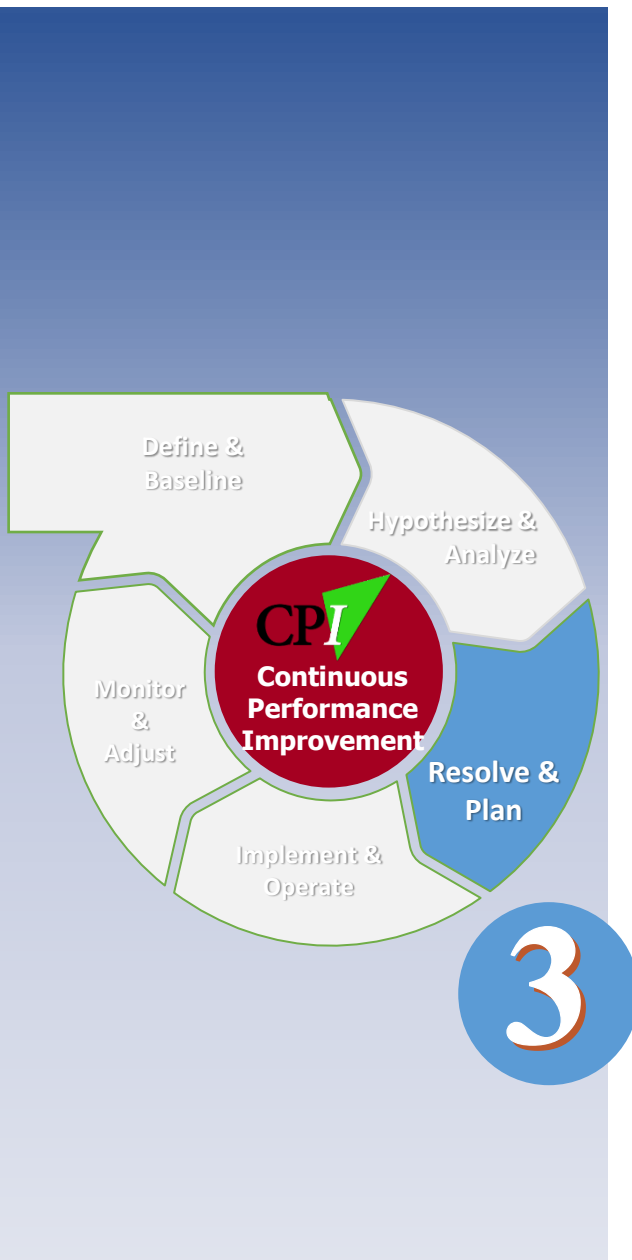 Define &
Baseline
Hypothesize &
Analyze
CPI
Continuous
Performance
Improvement
Monitor
&
Adjust
Resolve &
Plan
Implement &
Operate
3